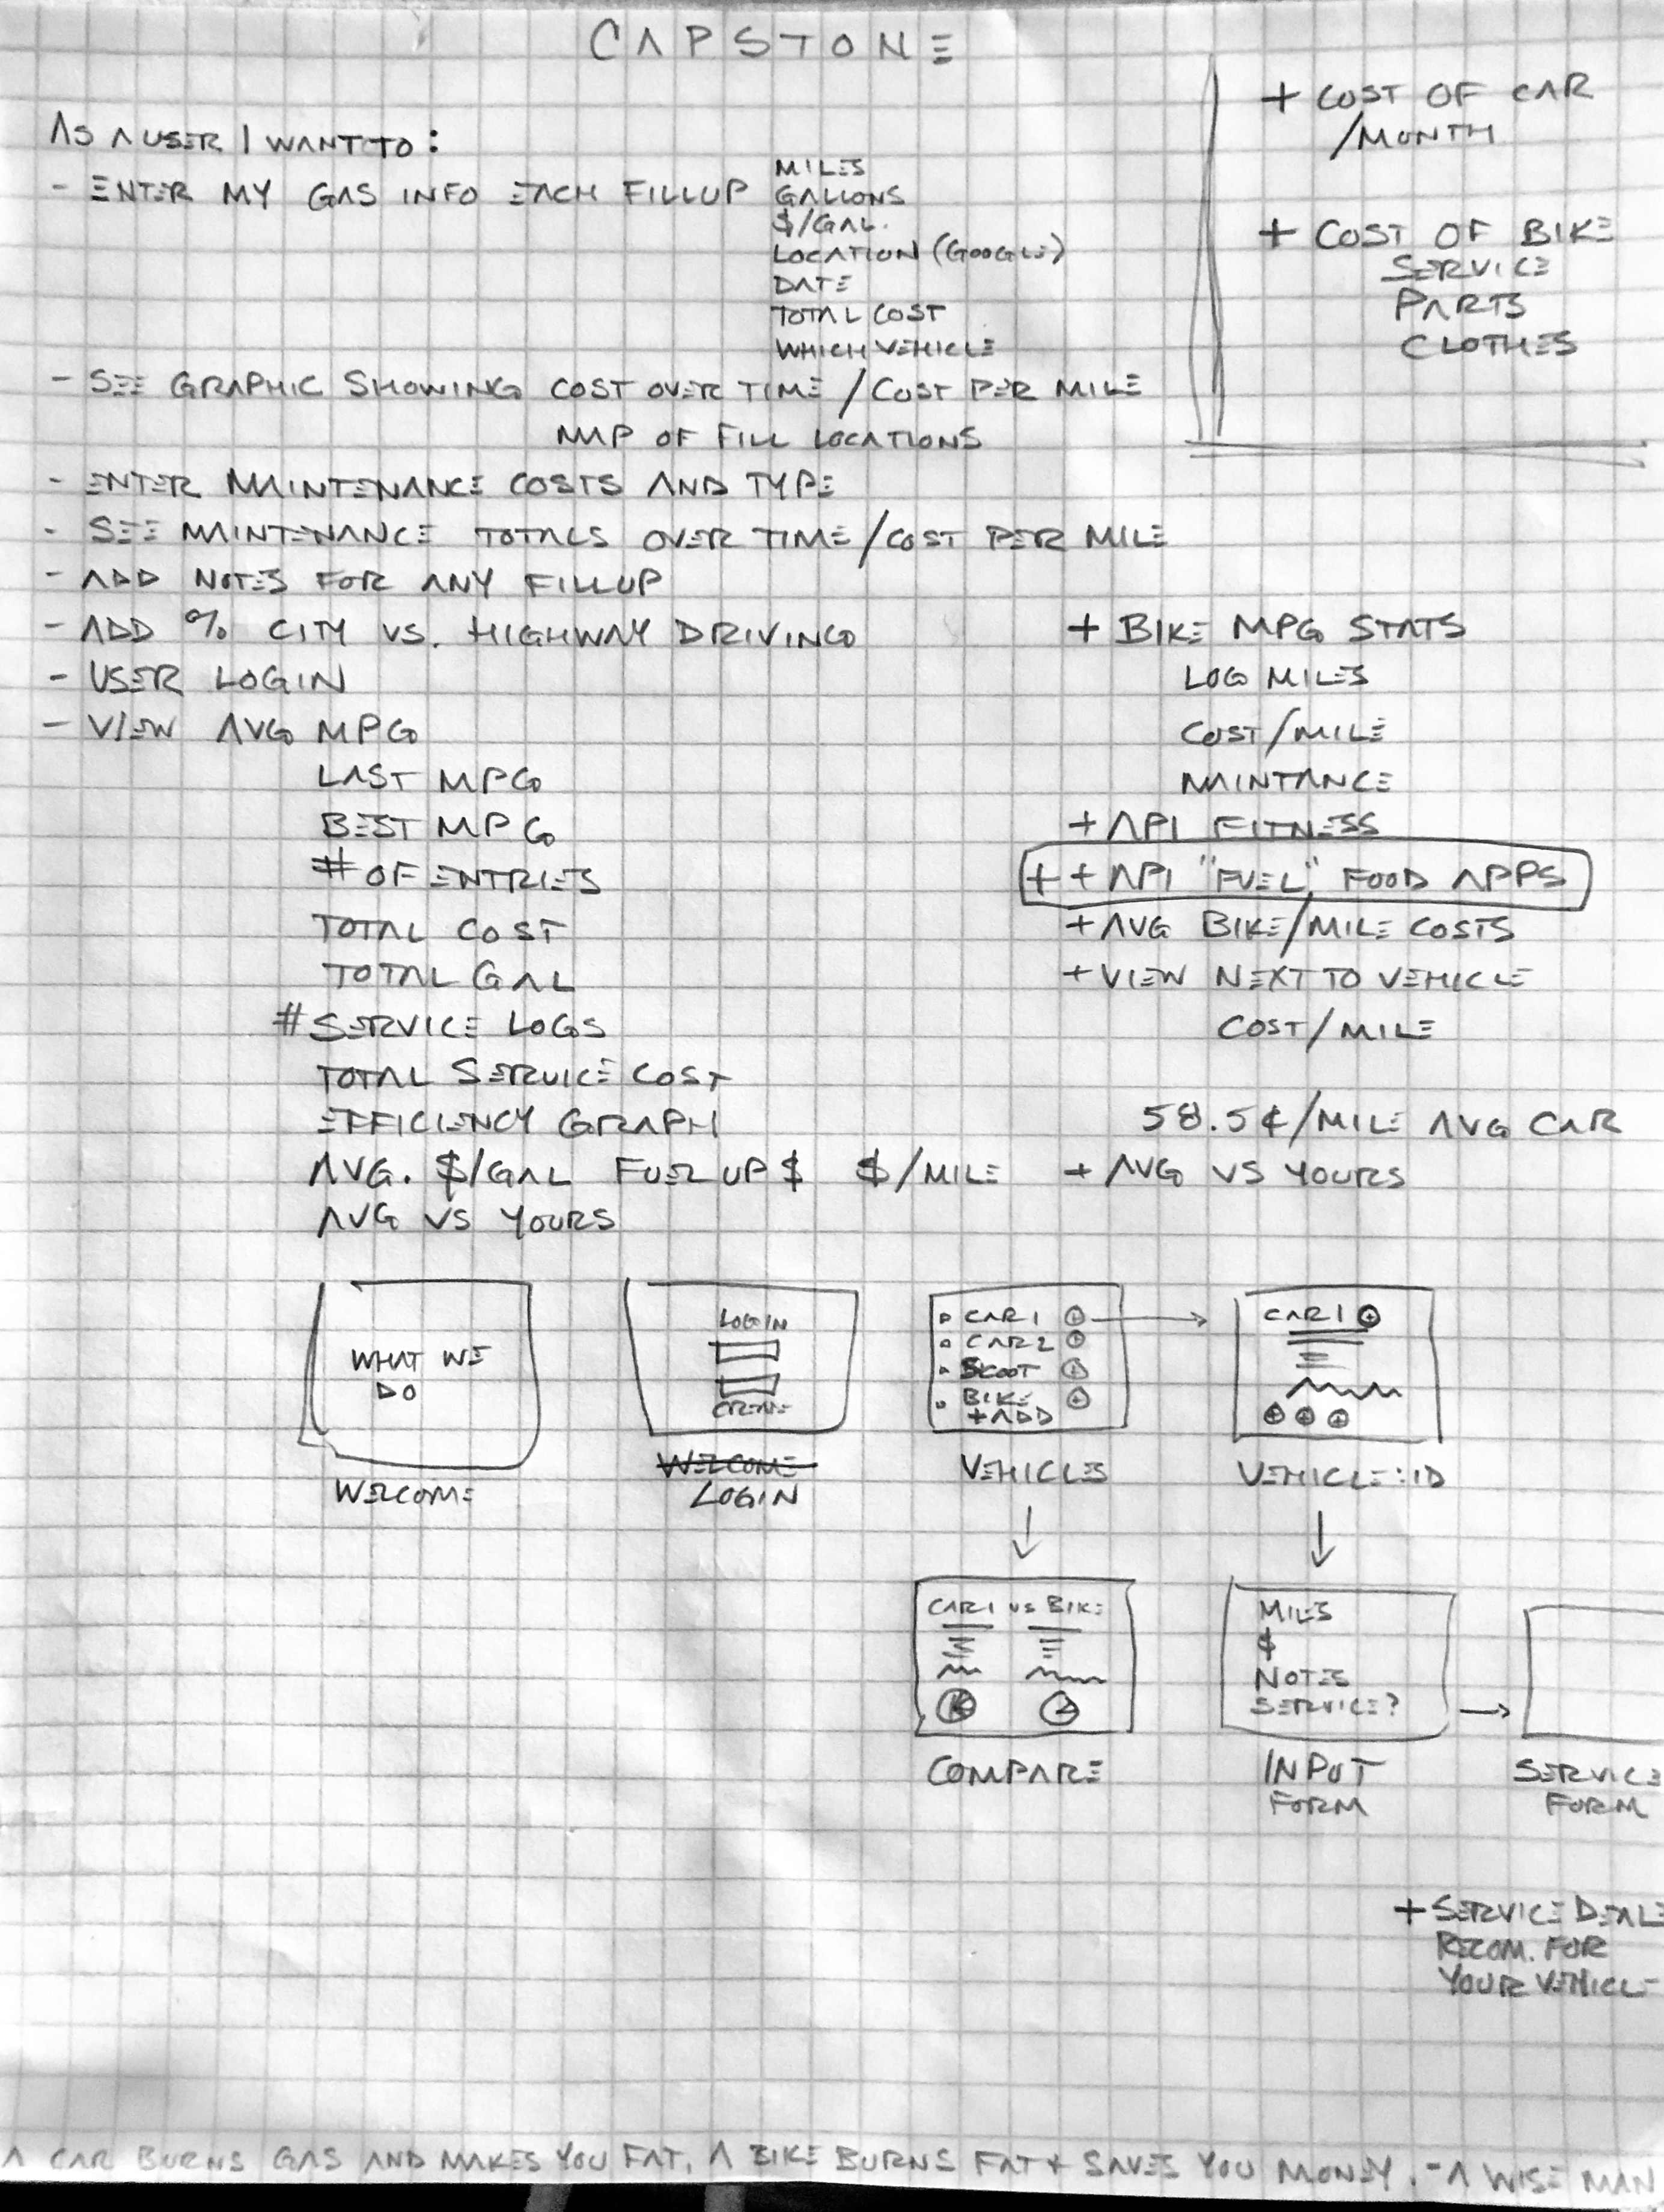 CAPSTONE
AS A USER I WANT TO:
- ENTER MY GAS INFO EACH FILLUP
MILES
GALLONS
$/GAL.
LOCATION (GOOGLE)
DATE
TOTAL COST
WHICH VEHICLE
- SEE GRAPHIC SHOWING COST OVER TIME / COST PER MILE
MAP OF FILL LOCATIONS
- ENTER MAINTENANCE COSTS AND TYPE
- SEE MAINTENANCE TOTALS OVER TIME / COST PER MILE
- ADD NOTES FOR ANY FILLUP
- ADD % CITY VS. HIGHWAY DRIVING
- USER LOGIN
- VIEW AVG MPG
LAST MPG
BEST MPG
# OF ENTRIES
TOTAL COST
TOTAL GAL
# SERVICE LOGS
TOTAL SERVICE COST
EFFICIENCY GRAPH
AVG. $/GAL FUEL UP $ $/MILE
AVG VS YOURS
+ COST OF CAR
/MONTH
+ COST OF BIKE
SERVICE
PARTS
CLOTHES
+ BIKE MPG STATS
LOG MILES
COST/MILE
MAINTANCE
+ API FITNESS
+ + API "FUEL" FOOD APPS
+ AVG BIKE/MILE COSTS
+ VIEW NEXT TO VEHICLE
COST/MILE
58.5¢/MILE AVG CAR
+ AVG VS YOURS
WHAT WE
DO
WELCOME
LOGIN
CREATE
WELCOME
LOGIN
CAR 1
CAR 2
SCOOT
BIKE
+ ADD
VEHICLES
CAR 1
VEHICLE:ID
CAR 1 VS BIKE
COMPARE
MILES
$
NOTES
SERVICE?
INPUT
FORM
SERVICE
FORM
+ SERVICE DEALE
RECOM. FOR
YOUR VEHICLE
A CAR BURNS GAS AND MAKES YOU FAT, A BIKE BURNS FAT + SAVES YOU MONEY. - A WISE MAN